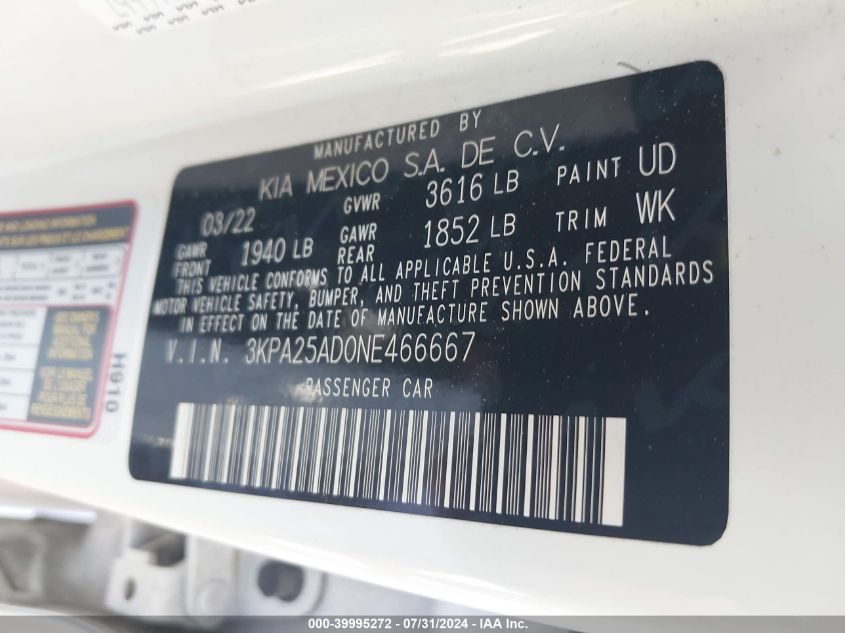 MANUFACTURED BY
KIA MEXICO S.A. DE C.V.
03/22 GVWR 3616 LB PAINT UD
GAWR FRONT 1940 LB GAWR REAR 1852 LB TRIM WK
THIS VEHICLE CONFORMS TO ALL APPLICABLE U.S.A. FEDERAL
MOTOR VEHICLE SAFETY, BUMPER, AND THEFT PREVENTION STANDARDS
IN EFFECT ON THE DATE OF MANUFACTURE SHOWN ABOVE.
V.I.N. 3KPA25AD0NE466667
PASSENGER CAR
H910
000-39995272 - 07/31/2024 - IAA Inc.